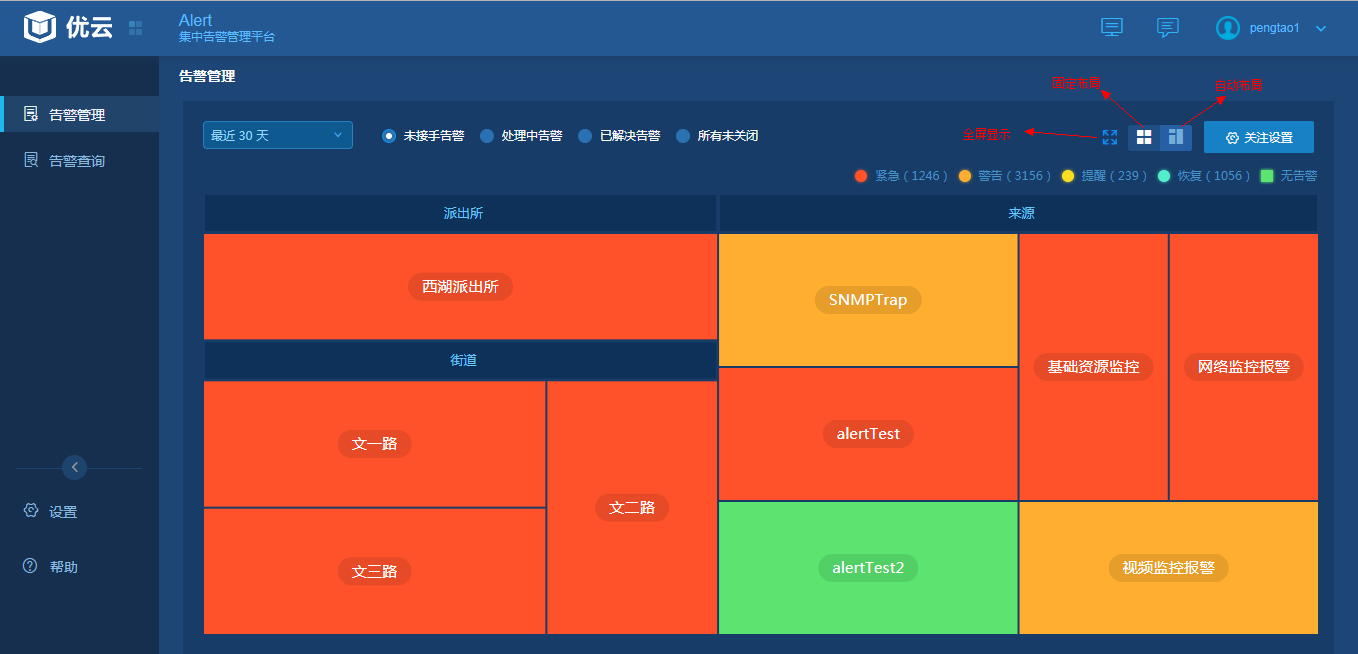 优云
Alert
集中告警管理平台
pengtao1
告警管理
告警管理
告警查询
设置
帮助
固定布局
自动布局
全屏显示
最近 30 天
未接手告警
处理中告警
已解决告警
所有未关闭
关注设置
紧急 ( 1246 )
警告 ( 3156 )
提醒 ( 239 )
恢复 ( 1056 )
无告警
派出所
来源
西湖派出所
街道
文一路
文二路
文三路
SNMPTrap
alertTest
alertTest2
基础资源监控
网络监控报警
视频监控报警